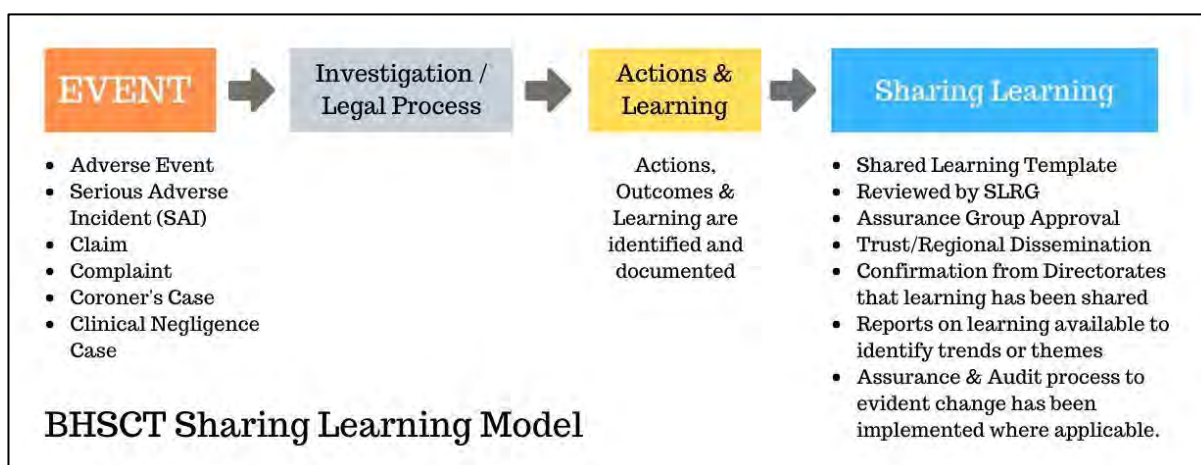 EVENT
Investigation /
Legal Process
Actions &
Learning
Sharing Learning
• Adverse Event
• Serious Adverse
Incident (SAI)
• Claim
• Complaint
• Coroner's Case
• Clinical Negligence
Case
Actions,
Outcomes &
Learning are
identified and
documented
• Shared Learning Template
• Reviewed by SLRG
• Assurance Group Approval
• Trust/Regional Dissemination
• Confirmation from Directorates
that learning has been shared
• Reports on learning available to
identify trends or themes
• Assurance & Audit process to
evident change has been
implemented where applicable.
BHSCT Sharing Learning Model